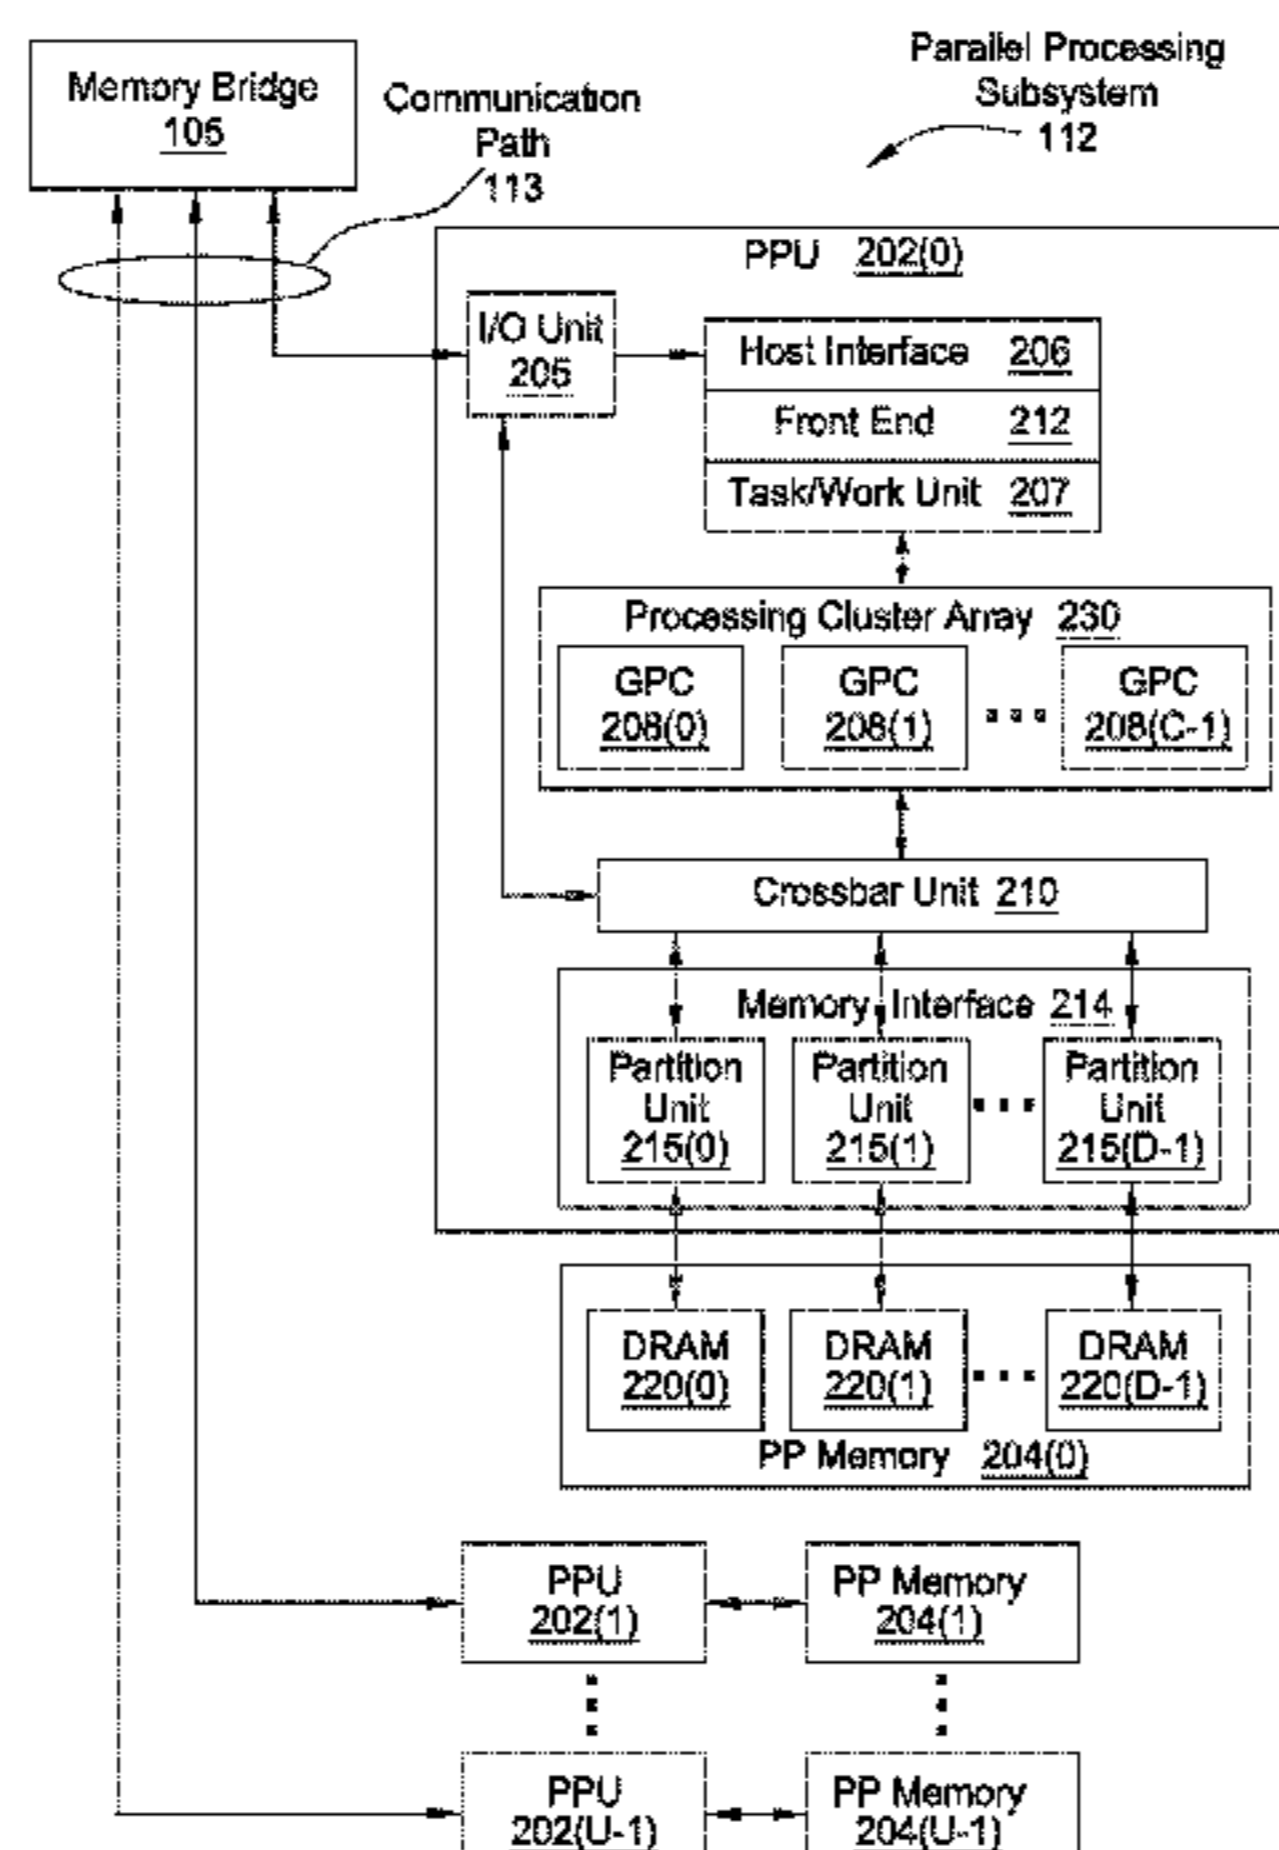 Memory Bridge
105
Communication
Path
113
Parallel Processing
Subsystem
112
PPU 202(0)
I/O Unit
205
Host Interface 206
Front End 212
Task/Work Unit 207
Processing Cluster Array 230
GPC
208(0)
GPC
208(1)
GPC
208(C-1)
Crossbar Unit 210
Memory Interface 214
Partition
Unit
215(0)
Partition
Unit
215(1)
Partition
Unit
215(D-1)
DRAM
220(0)
DRAM
220(1)
DRAM
220(D-1)
PP Memory 204(0)
PPU
202(1)
PP Memory
204(1)
PPU
202(U-1)
PP Memory
204(U-1)